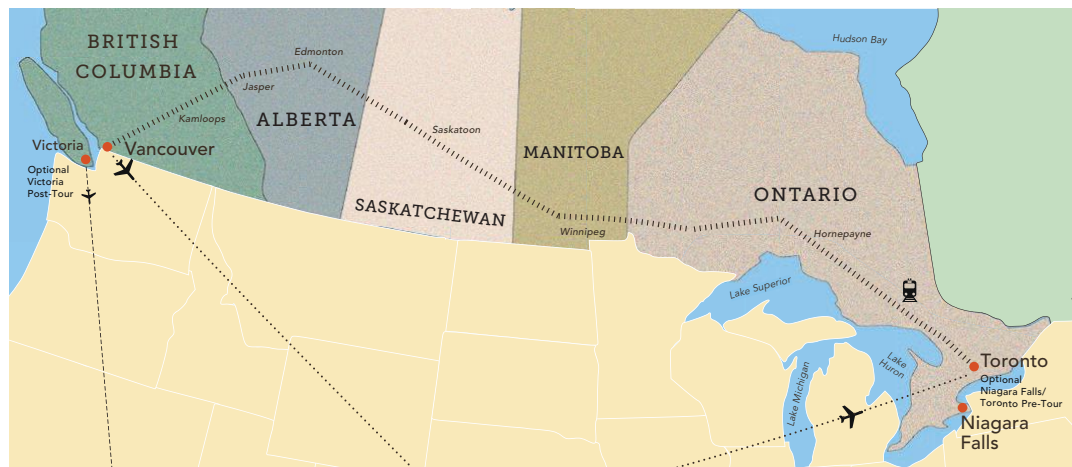 BRITISH
COLUMBIA
Edmonton
Jasper
Kamloops
ALBERTA
Victoria
Vancouver
Optional
Victoria
Post-Tour
Saskatoon
SASKATCHEWAN
MANITOBA
Winnipeg
Hudson Bay
ONTARIO
Hornepayne
Lake Superior
Lake Michigan
Lake
Huron
Toronto
Optional
Niagara Falls/
Toronto Pre-Tour
Niagara
Falls